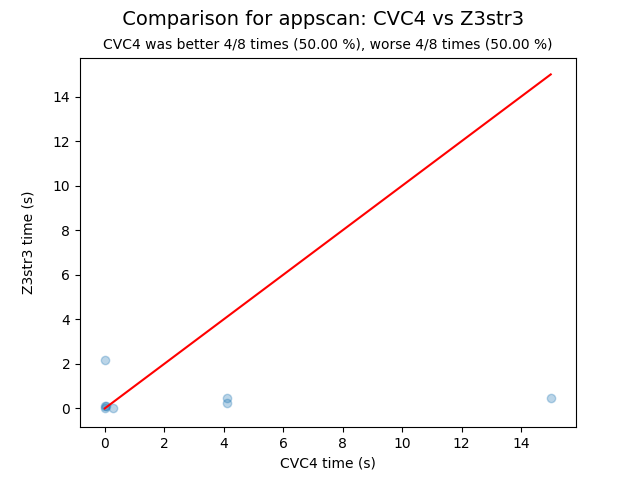 Comparison for appscan: CVC4 vs Z3str3
CVC4 was better 4/8 times (50.00 %), worse 4/8 times (50.00 %)
14
12
10
8
6
4
2
0
Z3str3 time (s)
0 2 4 6 8 10 12 14
CVC4 time (s)